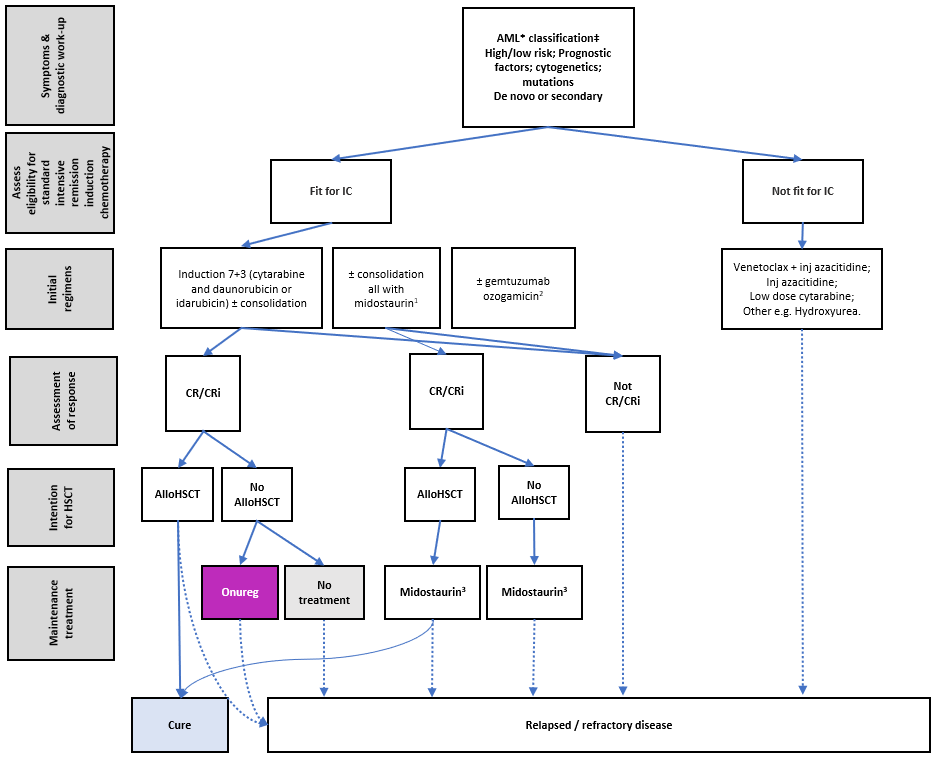 Symptoms &
diagnostic work-up
AML* classification‡
High/low risk; Prognostic
factors; cytogenetics;
mutations
De novo or secondary
Assess
eligibility for
standard
intensive
remission
induction
chemotherapy
Fit for IC
Not fit for IC
Initial
regimens
Induction 7+3 (cytarabine
and daunorubicin or
idarubicin) ± consolidation
± consolidation
all with
midostaurin¹
± gemtuzumab
ozogamicin²
Venetoclax + inj azacitidine;
Inj azacitidine;
Low dose cytarabine;
Other e.g. Hydroxyurea.
Assessment
of response
CR/CRi
CR/CRi
Not
CR/CRi
Intention
for HSCT
AlloHSCT
No
AlloHSCT
AlloHSCT
No
AlloHSCT
Maintenance
treatment
Onureg
No
treatment
Midostaurin³
Midostaurin³
Cure
Relapsed / refractory disease